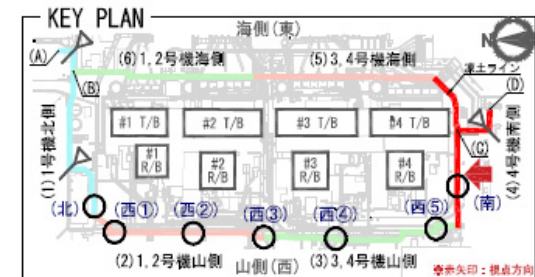 KEY PLAN
海側(東)
N
(A)
(6)1,2号機海側
(5)3,4号機海側
凍土ライン
(B)
(D)
(1)1号機北側
#1 T/B
#2 T/B
#3 T/B
#4 T/B
(C)
(4)4号機南側
#1
R/B
#2
R/B
#3
R/B
#4
R/B
(北)
(西①)
(西②)
(西③)
(西④)
(西⑤)
(南)
(2)1,2号機山側
山側(西)
(3)3,4号機山側
※赤矢印：視点方向